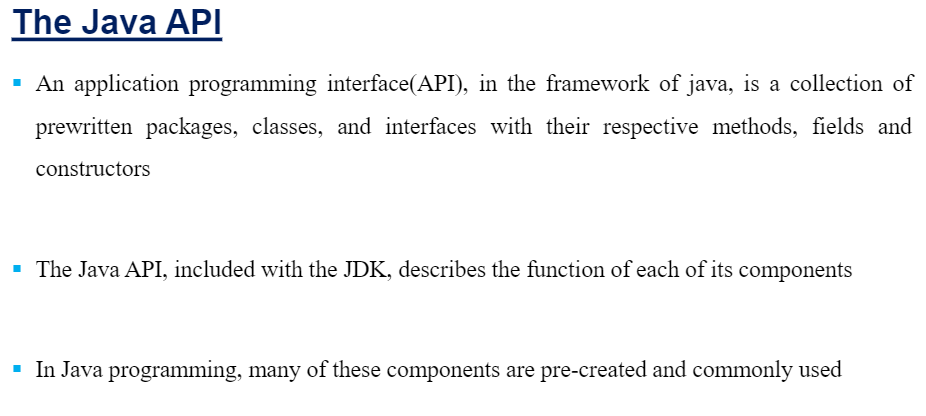 The Java API
▪ An application programming interface(API), in the framework of java, is a collection of
prewritten packages, classes, and interfaces with their respective methods, fields and
constructors
▪ The Java API, included with the JDK, describes the function of each of its components
▪ In Java programming, many of these components are pre-created and commonly used